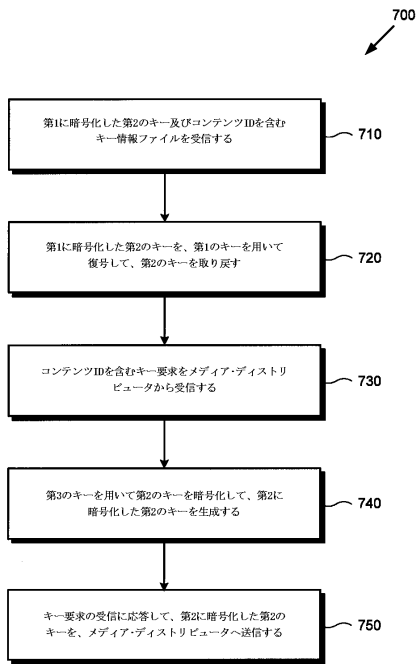 700
第1に暗号化した第2のキー及びコンテンツIDを含む
キー情報ファイルを受信する
710
第1に暗号化した第2のキーを、第1のキーを用いて
復号して、第2のキーを取り戻す
720
コンテンツIDを含むキー要求をメディア・ディストリ
ビュータから受信する
730
第3のキーを用いて第2のキーを暗号化して、第2に
暗号化した第2のキーを生成する
740
キー要求の受信に応答して、第2に暗号化した第2の
キーを、メディア・ディストリビュータへ送信する
750